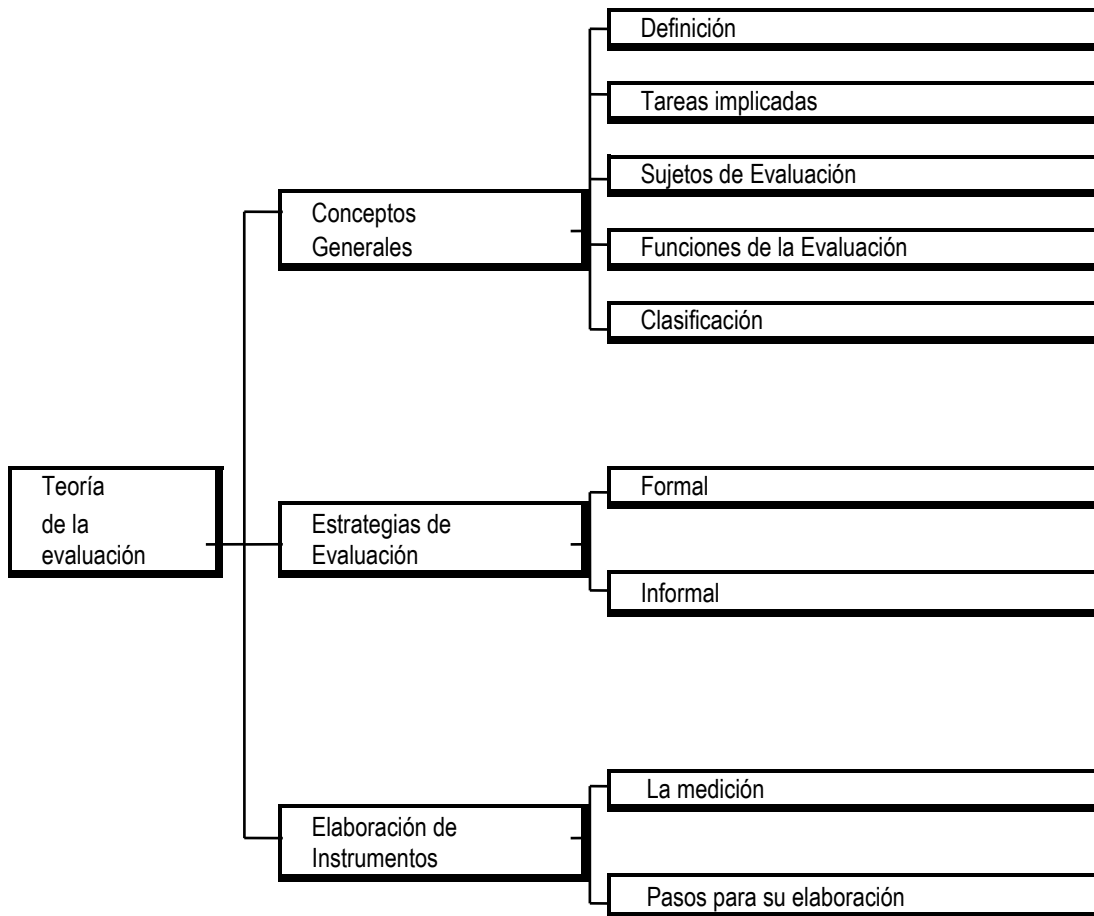 Definición
Tareas implicadas
Sujetos de Evaluación
Conceptos
Generales
Funciones de la Evaluación
Clasificación
Teoría
de la
evaluación
Formal
Estrategias de
Evaluación
Informal
La medición
Elaboración de
Instrumentos
Pasos para su elaboración